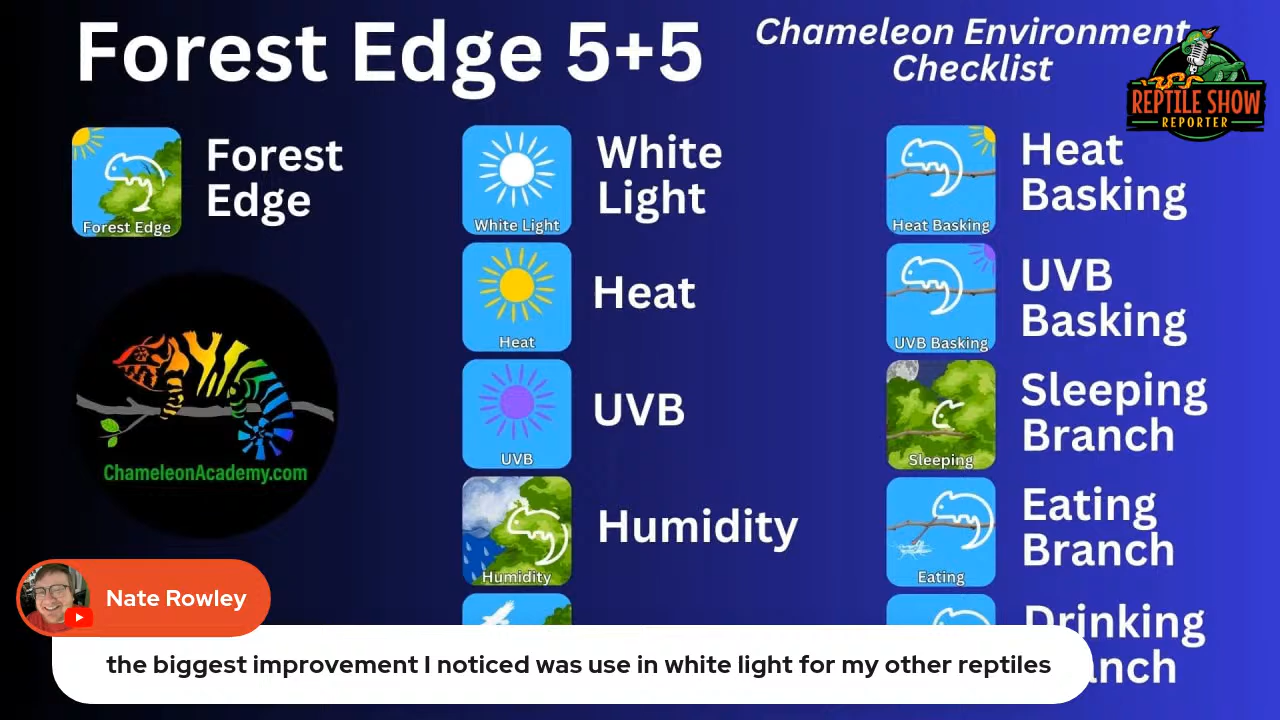 Forest Edge 5+5
Chameleon Environment
Checklist
REPTILE SHOW
REPORTER
Forest Edge
Forest
Edge
ChameleonAcademy.com
White Light
White
Light
Heat
Heat
UVB
UVB
Humidity
Humidity
Heat Basking
Heat
Basking
UVB Basking
UVB
Basking
Sleeping
Sleeping
Branch
Eating
Eating
Branch
Drinking
Nate Rowley
the biggest improvement I noticed was use in white light for my other reptiles